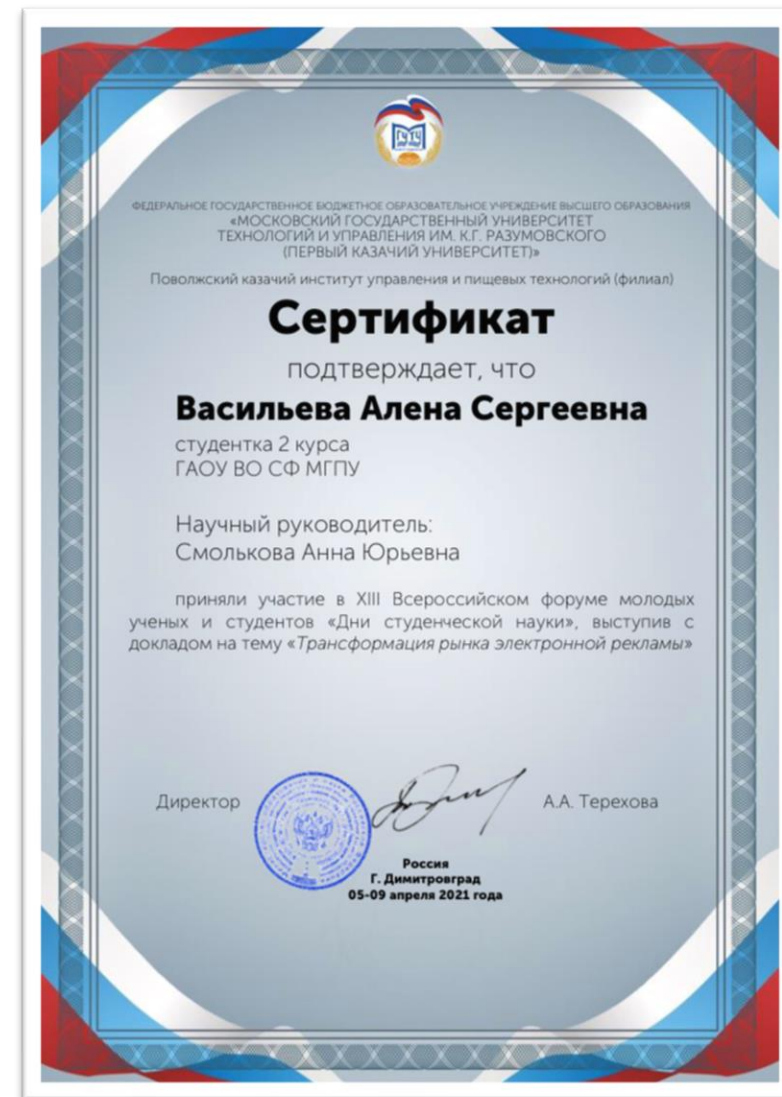 ГУТУ
ФЕДЕРАЛЬНОЕ ГОСУДАРСТВЕННОЕ БЮДЖЕТНОЕ ОБРАЗОВАТЕЛЬНОЕ УЧРЕЖДЕНИЕ ВЫСШЕГО ОБРАЗОВАНИЯ
«МОСКОВСКИЙ ГОСУДАРСТВЕННЫЙ УНИВЕРСИТЕТ
ТЕХНОЛОГИЙ И УПРАВЛЕНИЯ ИМ. К.Г. РАЗУМОВСКОГО
(ПЕРВЫЙ КАЗАЧИЙ УНИВЕРСИТЕТ)»
Поволжский казачий институт управления и пищевых технологий (филиал)
Сертификат
подтверждает, что
Васильева Алена Сергеевна
студентка 2 курса
ГАОУ ВО СФ МГПУ
Научный руководитель:
Смолькова Анна Юрьевна
приняли участие в XIII Всероссийском форуме молодых
ученых и студентов «Дни студенческой науки», выступив с
докладом на тему «Трансформация рынка электронной рекламы»
Директор
А.А. Терехова
Россия
Г. Димитровград
05-09 апреля 2021 года